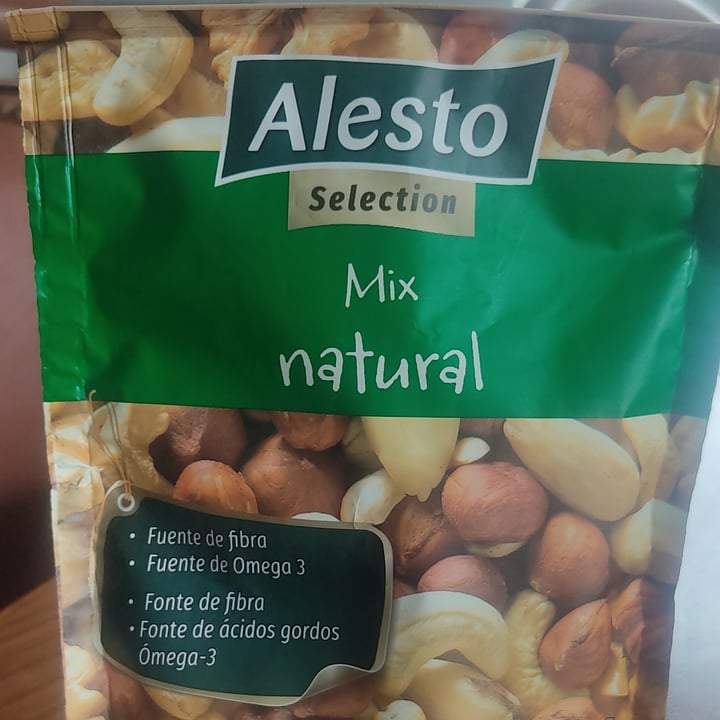 Alesto
Selection
Mix
natural
• Fuente de fibra
• Fuente de Omega 3
• Fonte de fibra
• Fonte de ácidos gordos
Ómega-3